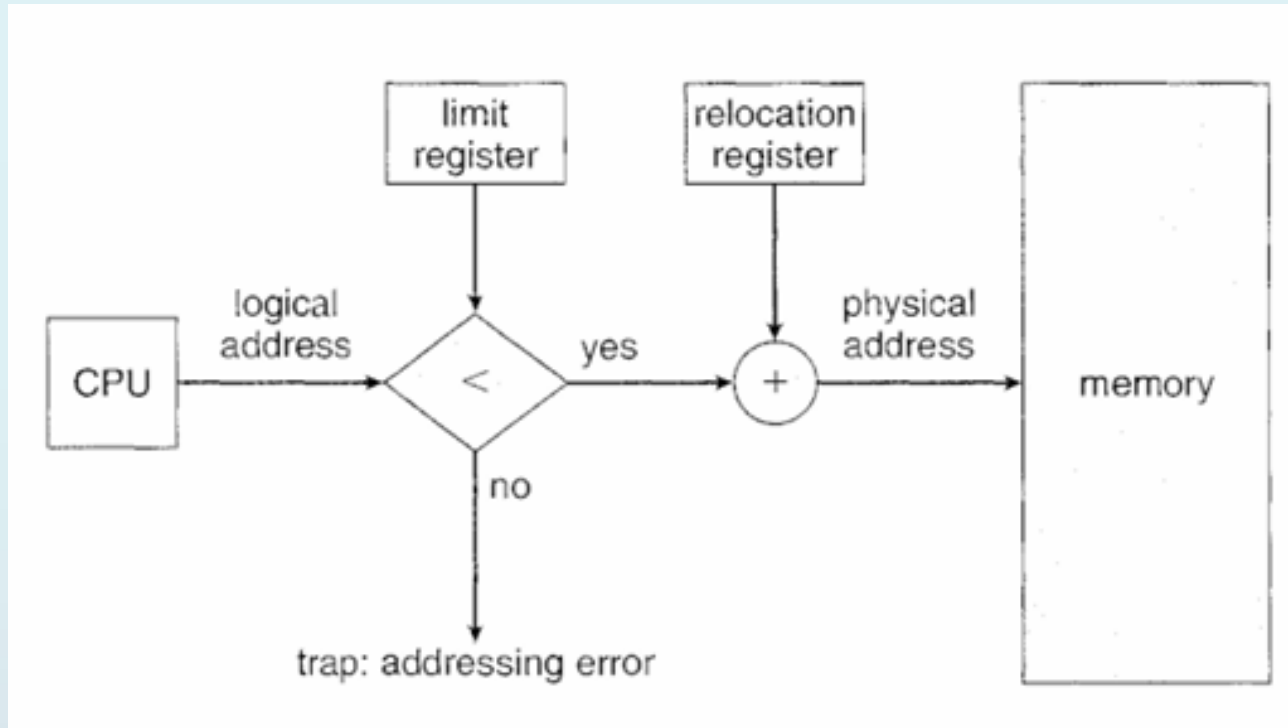 limit
register
relocation
register
logical
address
physical
address
CPU
<
yes
+
memory
no
trap: addressing error